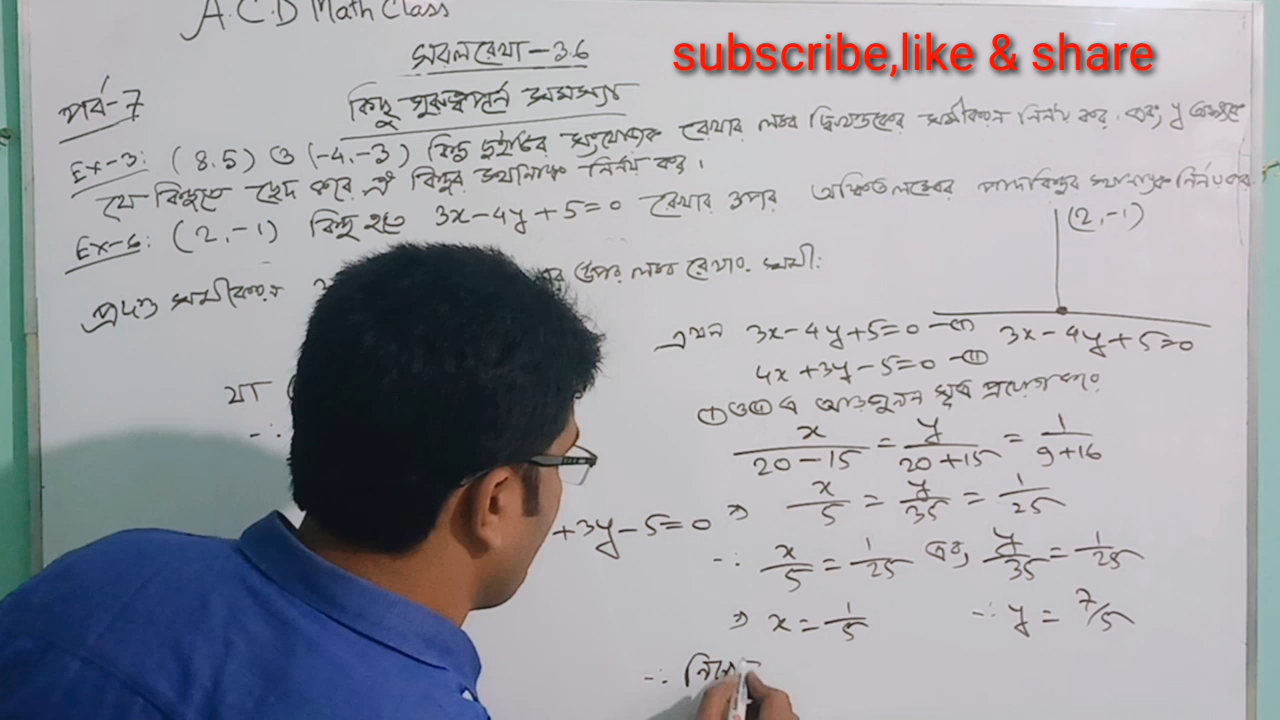 A.C.D Math Class
subscribe,like & share
সরলরেখা-3.6
পর্ব-7
কিছু গুরুত্বপূর্ণ সমস্যা
Ex-3: (8,5) ও (-4,-3) বিন্দু দুইটির সংযোজক রেখার লম্ব দ্বিখন্ডকের সমীকরণ নির্ণয় কর। এবং y অক্ষকে
যে বিন্দুতে ছেদ করে ঐ বিন্দুর স্থানাঙ্ক নির্ণয় কর।
Ex-6: (2,-1) বিন্দু হতে 3x-4y+5=0 রেখার উপর অঙ্কিত লম্বের পাদবিন্দুর স্থানাঙ্ক নির্ণয় কর।
(2,-1)
প্রদত্ত সমীকরণ উপর লম্ব রেখার সমী:
3x-4y+5=0
এখন 3x-4y+5=0 -(i)
4x+3y-5=0 -(ii)
যা
(i) ও (ii) এ আড়গুনন সূত্র প্রয়োগ করে
x/(20-15) = y/(20+15) = 1/(9+16)
⇒ x/5 = y/35 = 1/25
+3y-5=0
∴ x/5 = 1/25 এবং, y/35 = 1/25
⇒ x = 1/5 ∴ y = 7/5
∴